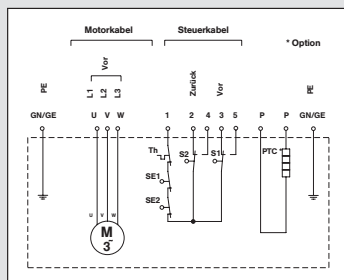 Motorkabel Steuerkabel
* Option
PE Vor Zurück Vor PE
L1 L2 L3
GN/GE U V W 1 2 4 3 5 P P GN/GE
Th S2 S1 PTC *
SE1
SE2
u v w
M
3~